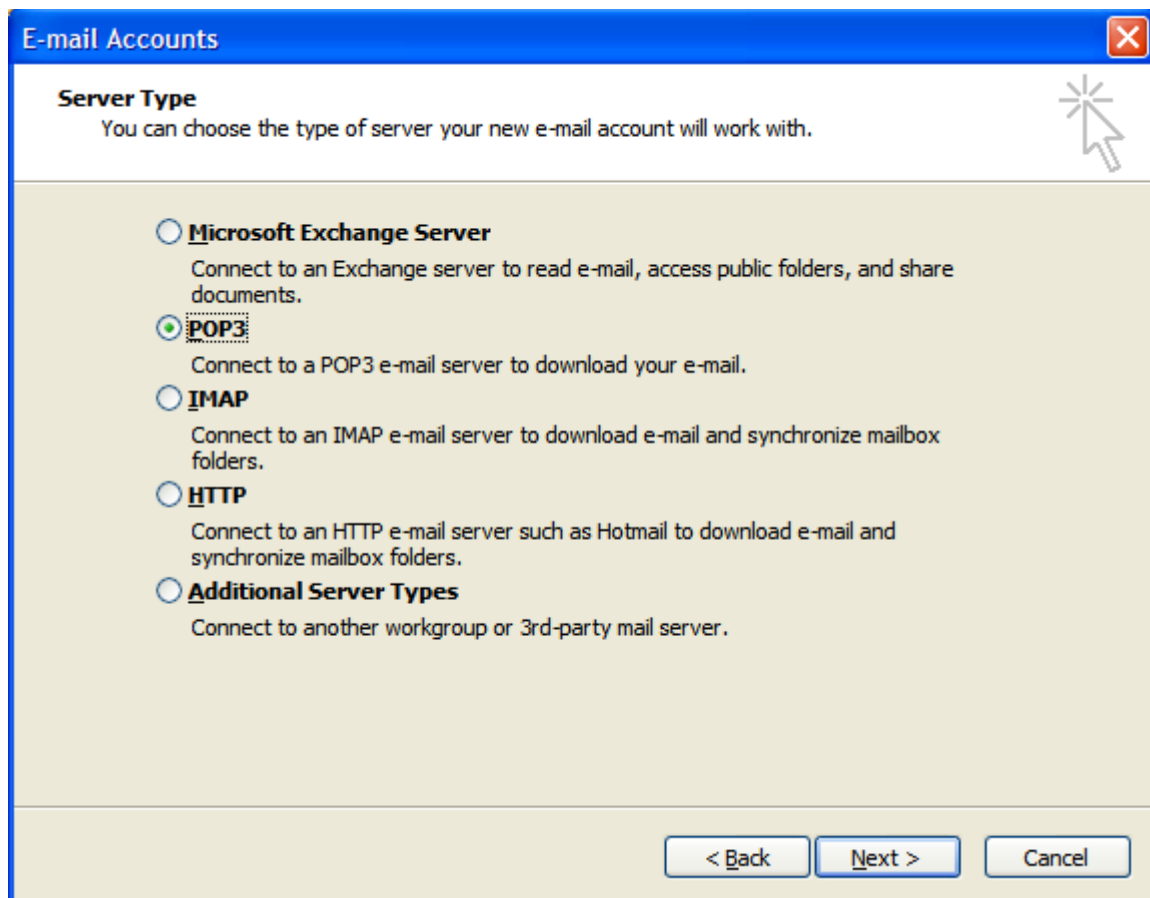 E-mail Accounts
Server Type
You can choose the type of server your new e-mail account will work with.
Microsoft Exchange Server
Connect to an Exchange server to read e-mail, access public folders, and share
documents.
POP3
Connect to a POP3 e-mail server to download your e-mail.
IMAP
Connect to an IMAP e-mail server to download e-mail and synchronize mailbox
folders.
HTTP
Connect to an HTTP e-mail server such as Hotmail to download e-mail and
synchronize mailbox folders.
Additional Server Types
Connect to another workgroup or 3rd-party mail server.
< Back Next > Cancel